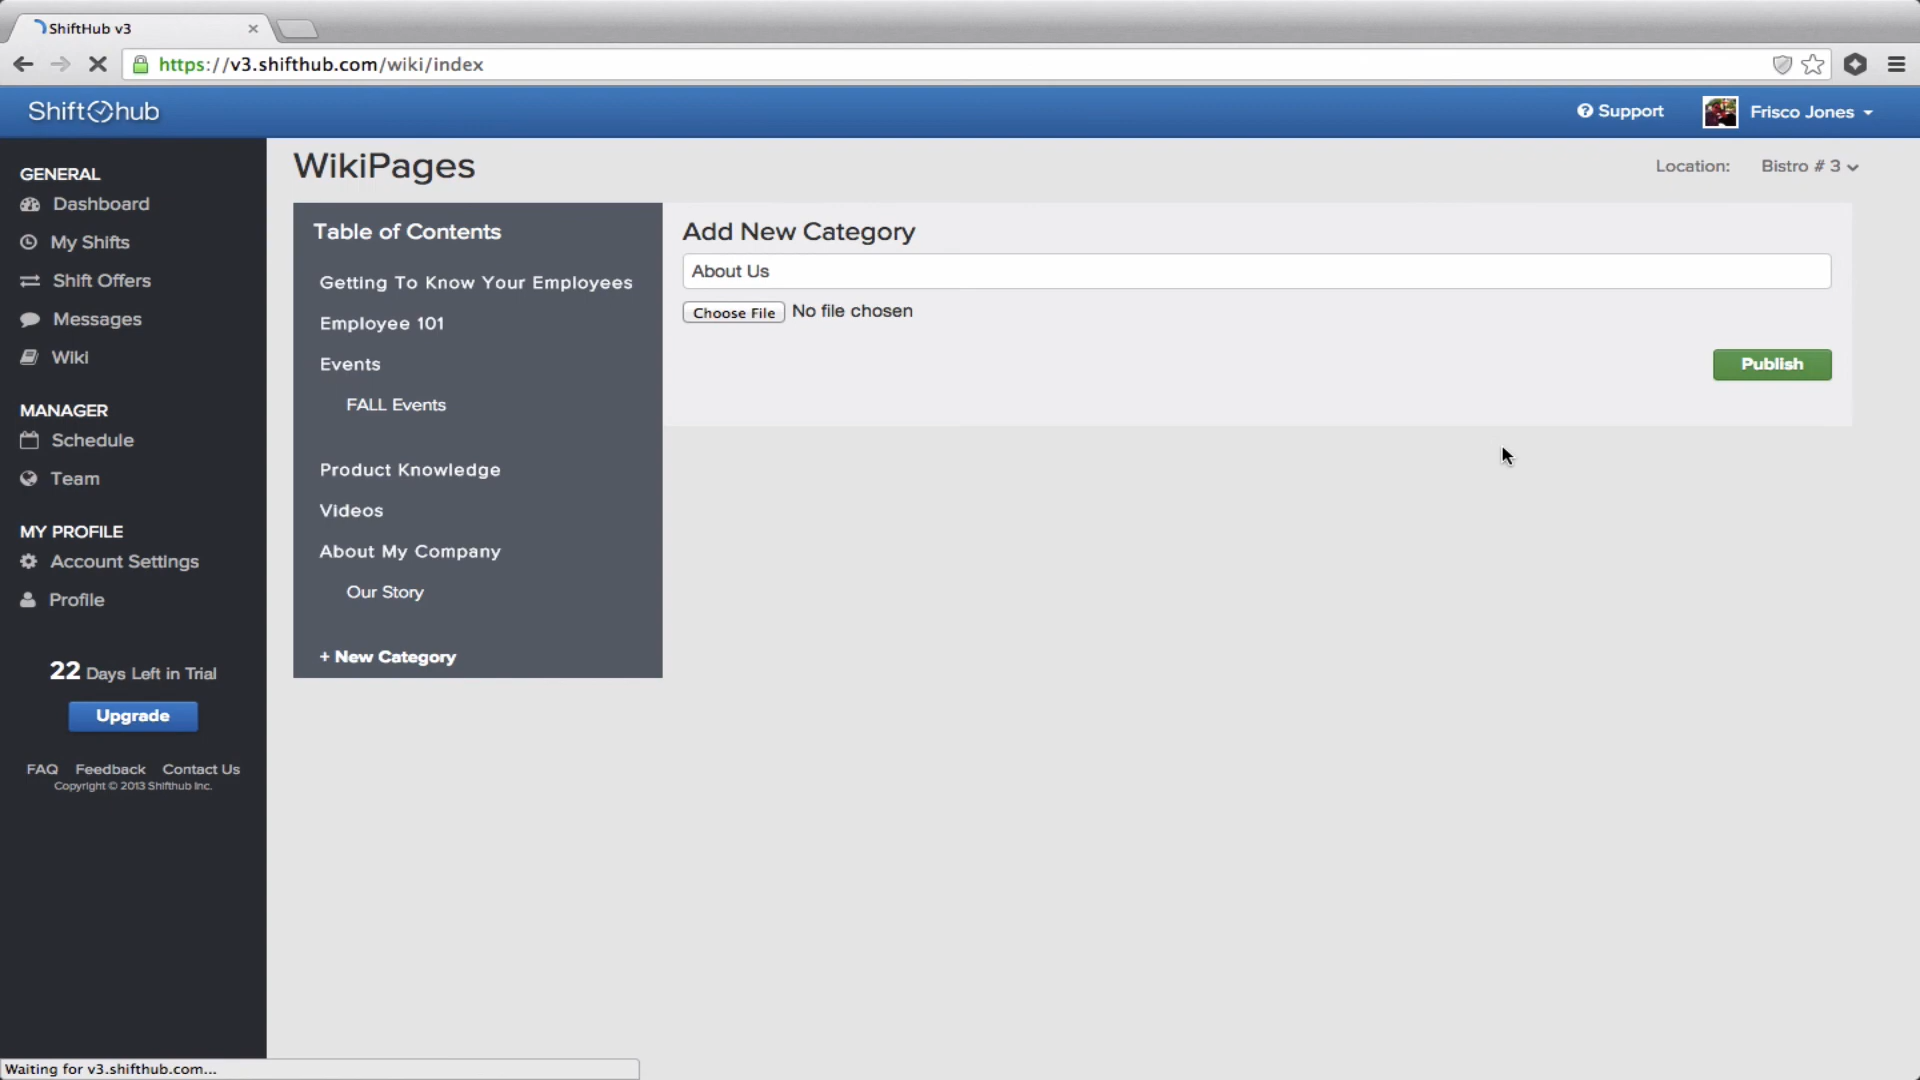 ShiftHub v3
https://v3.shifthub.com/wiki/index
Shift hub
Support
Frisco Jones
GENERAL
Dashboard
My Shifts
Shift Offers
Messages
Wiki
MANAGER
Schedule
Team
MY PROFILE
Account Settings
Profile
22 Days Left in Trial
Upgrade
FAQ Feedback Contact Us
Copyright © 2013 Shifthub Inc.
WikiPages
Location: Bistro # 3
Table of Contents
Getting To Know Your Employees
Employee 101
Events
FALL Events
Product Knowledge
Videos
About My Company
Our Story
+ New Category
Add New Category
About Us
Choose File No file chosen
Publish
Waiting for v3.shifthub.com...